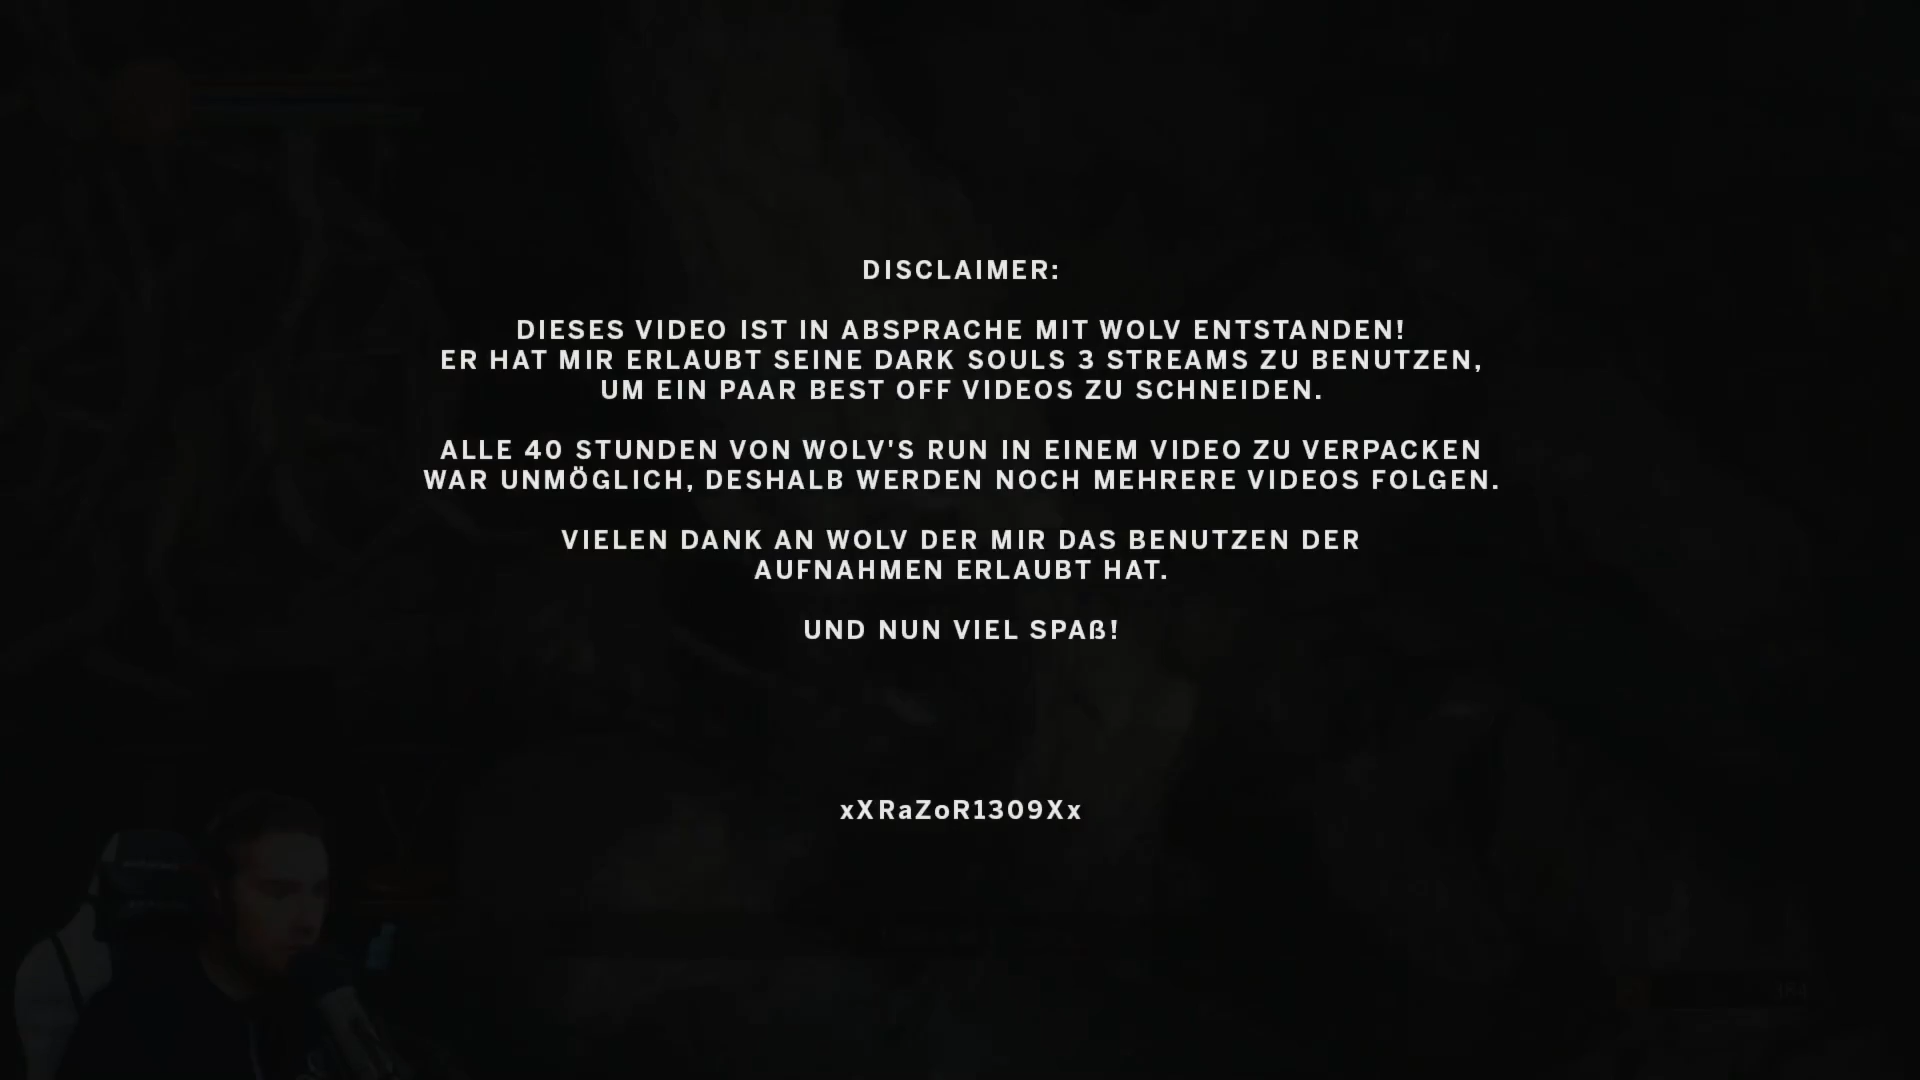 DISCLAIMER:
DIESES VIDEO IST IN ABSPRACHE MIT WOLV ENTSTANDEN!
ER HAT MIR ERLAUBT SEINE DARK SOULS 3 STREAMS ZU BENUTZEN,
UM EIN PAAR BEST OFF VIDEOS ZU SCHNEIDEN.
ALLE 40 STUNDEN VON WOLV'S RUN IN EINEM VIDEO ZU VERPACKEN
WAR UNMÖGLICH, DESHALB WERDEN NOCH MEHRERE VIDEOS FOLGEN.
VIELEN DANK AN WOLV DER MIR DAS BENUTZEN DER
AUFNAHMEN ERLAUBT HAT.
UND NUN VIEL SPAß!
xXRaZoR1309Xx